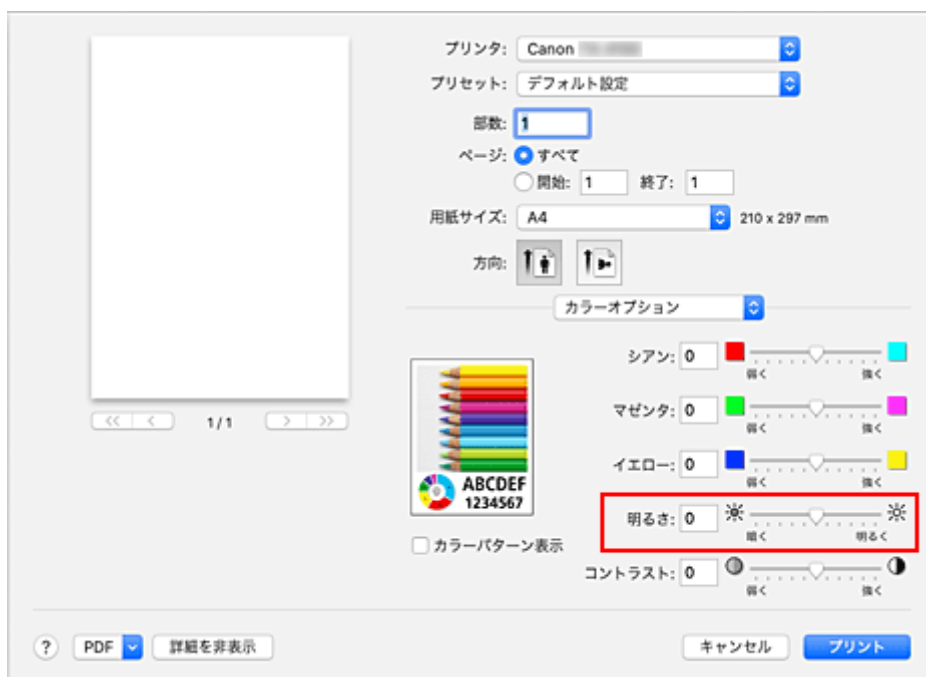 プリンタ: Canon
プリセット: デフォルト設定
部数: 1
ページ: すべて
開始: 1 終了: 1
用紙サイズ: A4 210 x 297 mm
方向:
カラーオプション
シアン: 0
弱く 強く
マゼンタ: 0
弱く 強く
イエロー: 0
弱く 強く
明るさ: 0
暗く 明るく
コントラスト: 0
弱く 強く
ABCDEF
1234567
カラーパターン表示
<< < 1 / 1 > >>
? PDF 詳細を非表示 キャンセル プリント